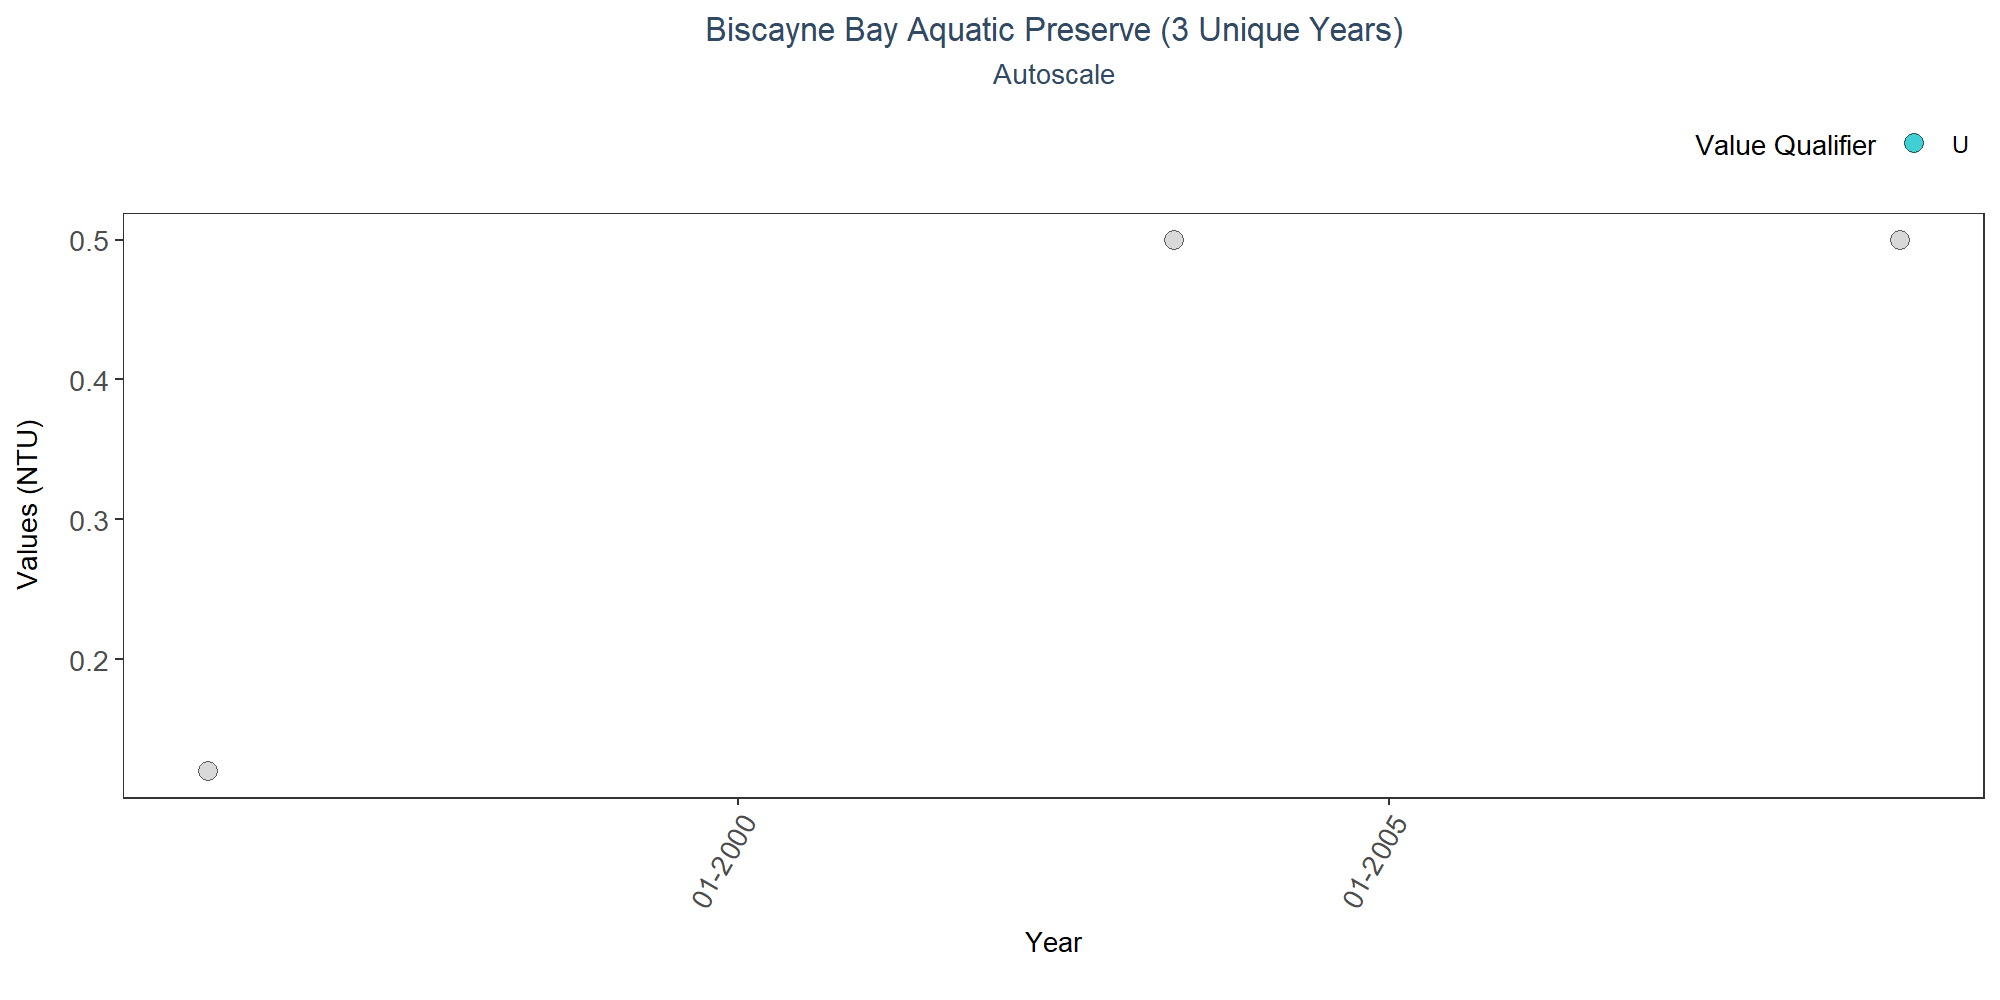 Biscayne Bay Aquatic Preserve (3 Unique Years)
Autoscale
Value Qualifier U
0.5
0.4
0.3
0.2
Values (NTU)
01-2000
01-2005
Year